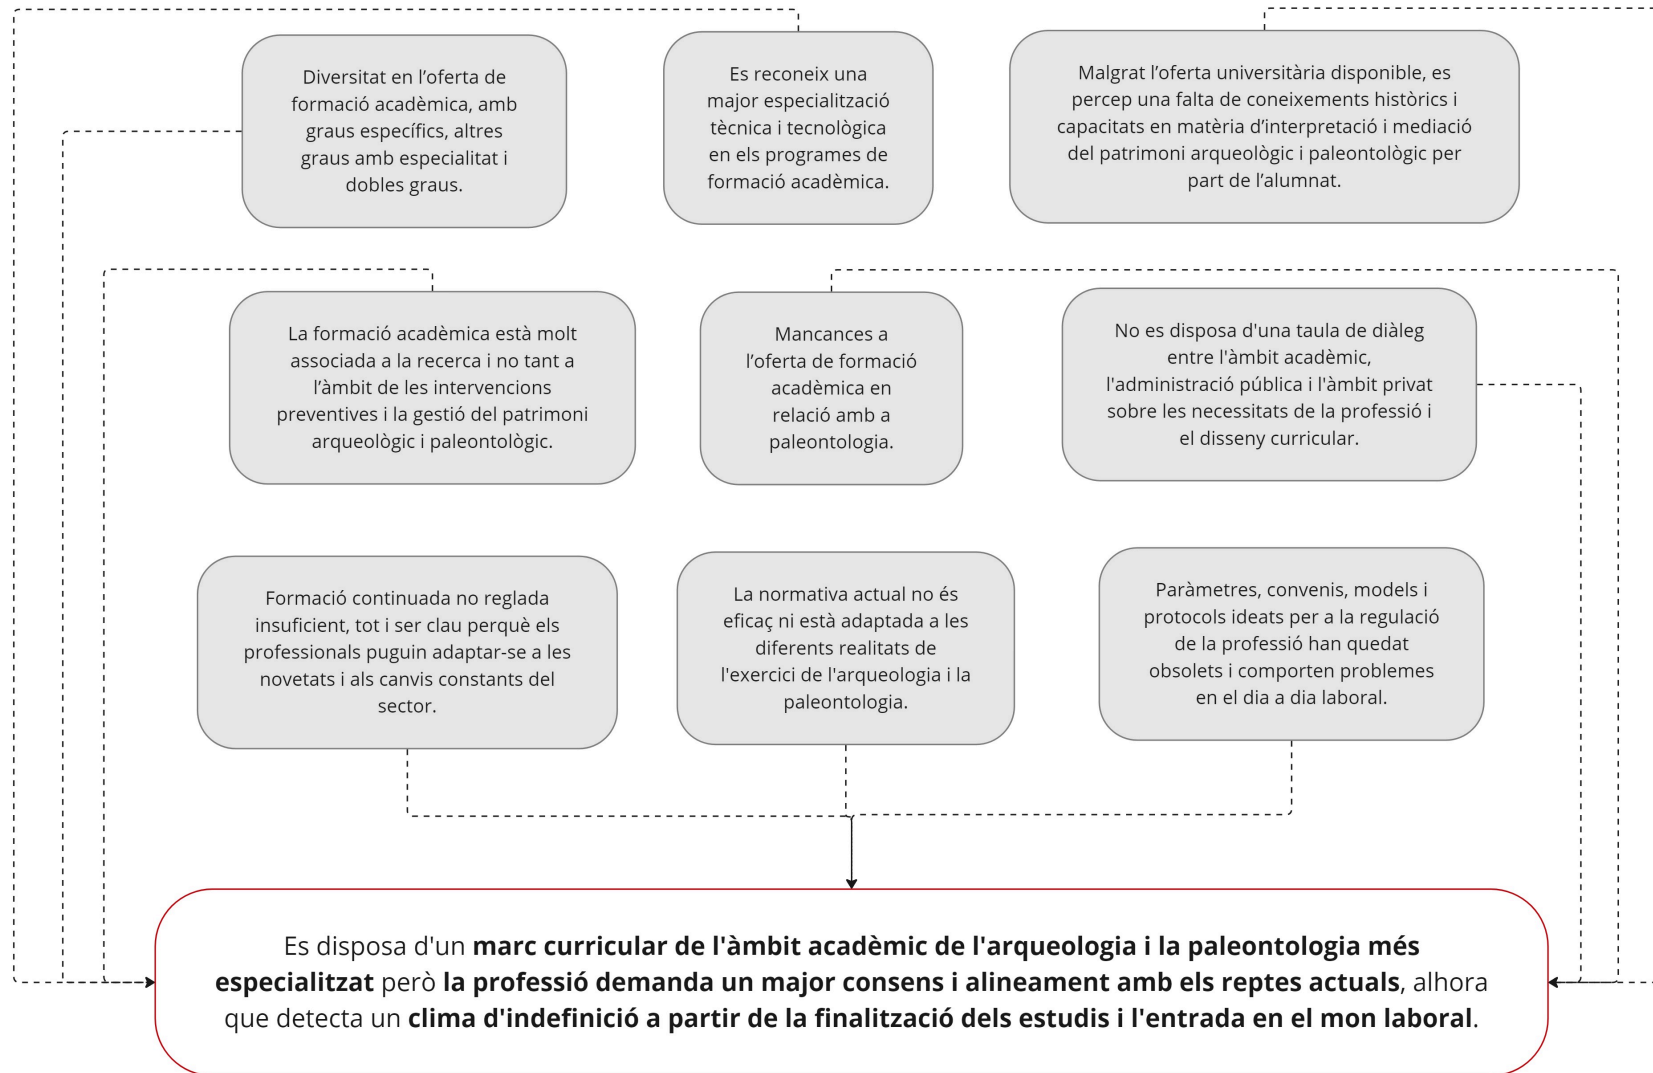 Diversitat en l’oferta de
formació acadèmica, amb
graus específics, altres
graus amb especialitat i
dobles graus.
Es reconeix una
major especialització
tècnica i tecnològica
en els programes de
formació acadèmica.
Malgrat l’oferta universitària disponible, es
percep una falta de coneixements històrics i
capacitats en matèria d’interpretació i mediació
del patrimoni arqueològic i paleontològic per
part de l’alumnat.
La formació acadèmica està molt
associada a la recerca i no tant a
l’àmbit de les intervencions
preventives i la gestió del patrimoni
arqueològic i paleontològic.
Mancances a
l’oferta de formació
acadèmica en
relació amb a
paleontologia.
No es disposa d'una taula de diàleg
entre l'àmbit acadèmic,
l'administració pública i l'àmbit privat
sobre les necessitats de la professió i
el disseny curricular.
Formació continuada no reglada
insuficient, tot i ser clau perquè els
professionals puguin adaptar-se a les
novetats i als canvis constants del
sector.
La normativa actual no és
eficaç ni està adaptada a les
diferents realitats de
l'exercici de l'arqueologia i la
paleontologia.
Paràmetres, convenis, models i
protocols ideats per a la regulació
de la professió han quedat
obsolets i comporten problemes
en el dia a dia laboral.
Es disposa d'un marc curricular de l'àmbit acadèmic de l'arqueologia i la paleontologia més
especialitzat però la professió demanda un major consens i alineament amb els reptes actuals, alhora
que detecta un clima d'indefinició a partir de la finalització dels estudis i l'entrada en el mon laboral.